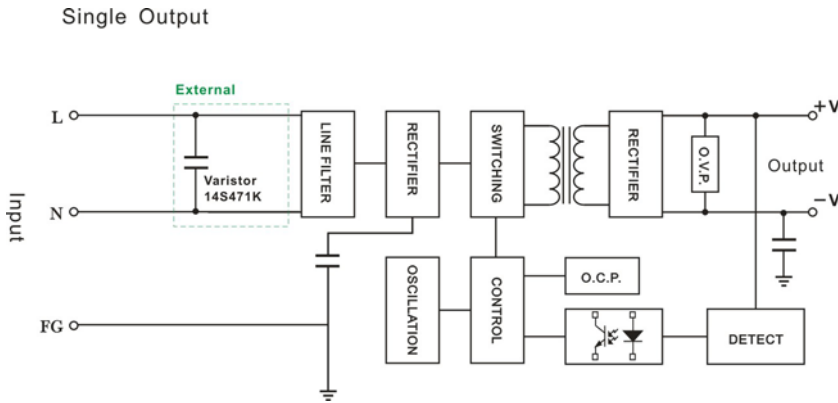 Single Output
External
L
+V
LINE FILTER
RECTIFIER
SWITCHING
RECTIFIER
O.V.P.
Output
Varistor
14S471K
Input
N
−V
OSCILLATION
CONTROL
O.C.P.
FG
DETECT